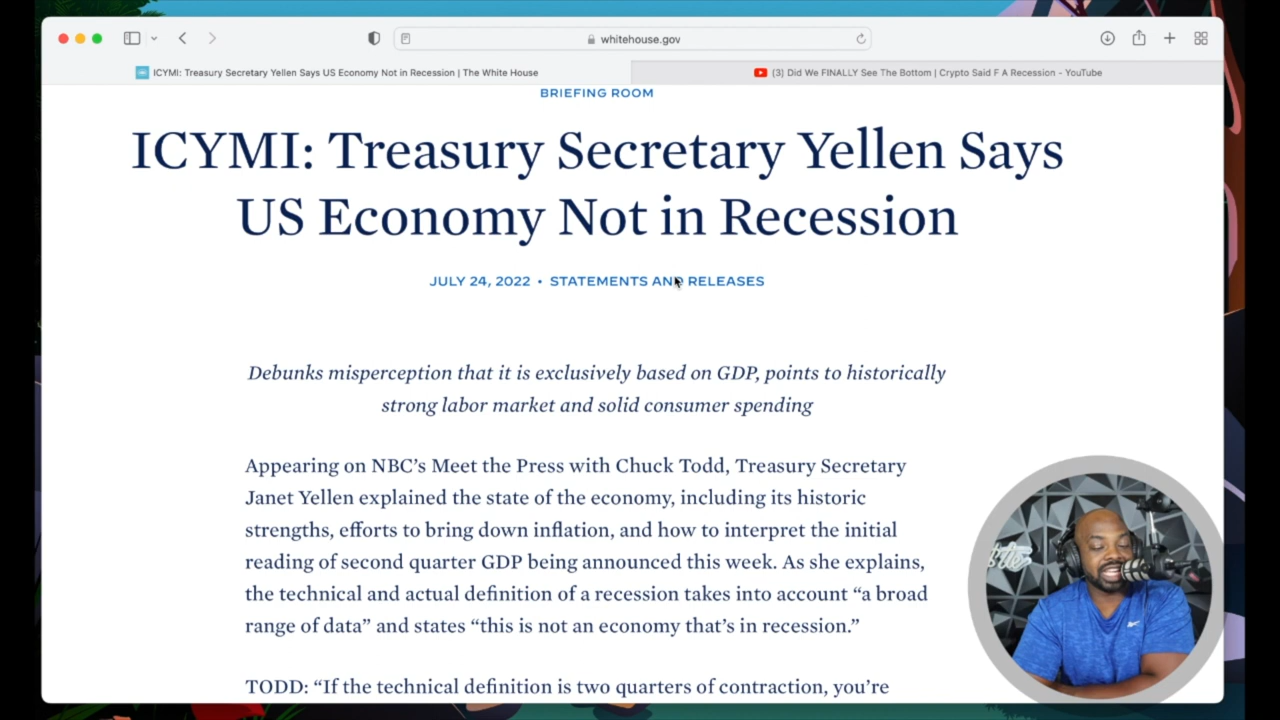 whitehouse.gov
ICYMI: Treasury Secretary Yellen Says US Economy Not in Recession | The White House
(3) Did We FINALLY See The Bottom | Crypto Said F A Recession - YouTube
BRIEFING ROOM
ICYMI: Treasury Secretary Yellen Says
US Economy Not in Recession
JULY 24, 2022 • STATEMENTS AND RELEASES
Debunks misperception that it is exclusively based on GDP, points to historically
strong labor market and solid consumer spending
Appearing on NBC’s Meet the Press with Chuck Todd, Treasury Secretary
Janet Yellen explained the state of the economy, including its historic
strengths, efforts to bring down inflation, and how to interpret the initial
reading of second quarter GDP being announced this week. As she explains,
the technical and actual definition of a recession takes into account “a broad
range of data” and states “this is not an economy that’s in recession.”
TODD: “If the technical definition is two quarters of contraction, you’re